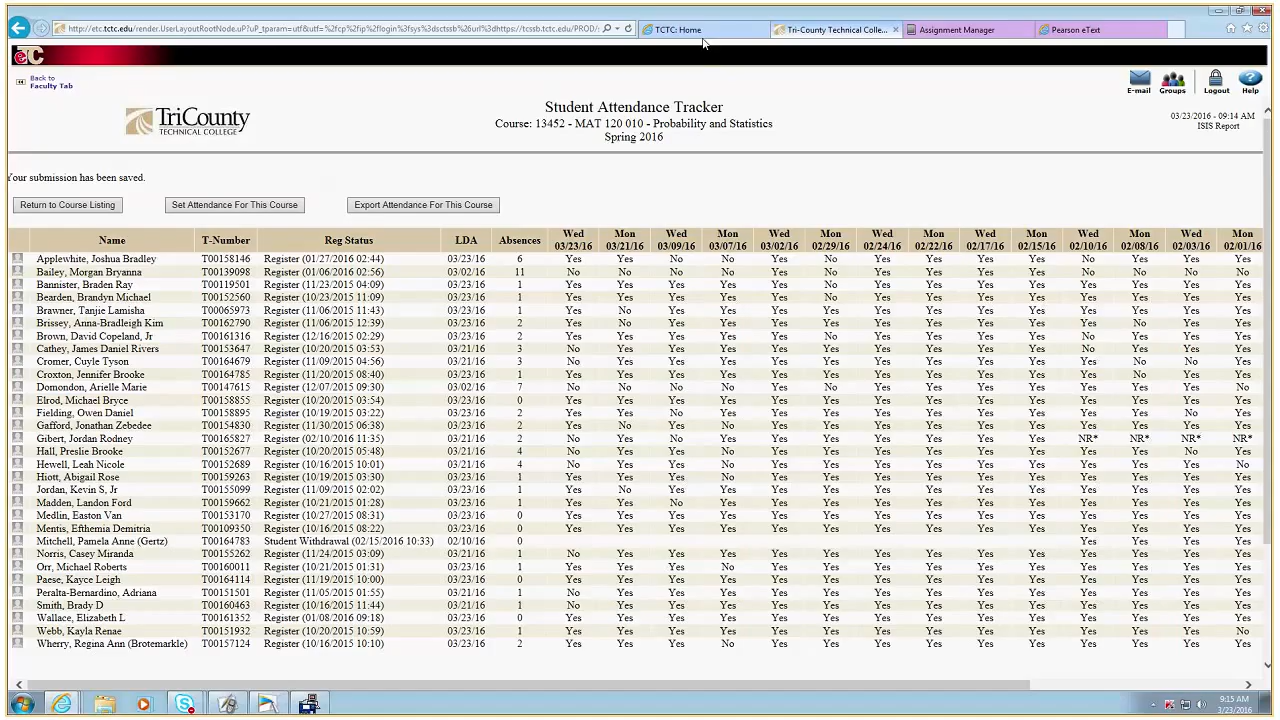 http://etc.tctc.edu/render.UserLayoutRootNode.uP?uP_tparam=utf&utf=%2fcp%2fip%2flogin%3fsys%3dsctssb%26url%3dhttps://tcssb.tctc.edu/PROD/
TCTC: Home
Tri-County Technical Colle...
Assignment Manager
Pearson eText
etC
Back to
Faculty Tab
E-mail Groups Logout Help
TriCounty
TECHNICAL COLLEGE
Student Attendance Tracker
Course: 13452 - MAT 120 010 - Probability and Statistics
Spring 2016
03/23/2016 - 09:14 AM
ISIS Report
Your submission has been saved.
Return to Course Listing Set Attendance For This Course Export Attendance For This Course
Name T-Number Reg Status LDA Absences Wed 03/23/16 Mon 03/21/16 Wed 03/09/16 Mon 03/07/16 Wed 03/02/16 Mon 02/29/16 Wed 02/24/16 Mon 02/22/16 Wed 02/17/16 Mon 02/15/16 Wed 02/10/16 Mon 02/08/16 Wed 02/03/16 Mon 02/01/16
Applewhite, Joshua Bradley T00158146 Register (01/27/2016 02:44) 03/23/16 6 Yes Yes No No Yes Yes Yes Yes Yes Yes No Yes No Yes
Bailey, Morgan Bryanna T00139098 Register (01/06/2016 02:56) 03/02/16 11 No No No No Yes No Yes Yes Yes Yes No No No No
Bannister, Braden Ray T00119501 Register (11/23/2015 04:09) 03/23/16 1 Yes Yes Yes Yes Yes No Yes Yes Yes Yes Yes Yes Yes Yes
Bearden, Brandyn Michael T00152560 Register (10/23/2015 11:09) 03/23/16 1 Yes Yes Yes Yes Yes No Yes Yes Yes Yes Yes Yes Yes Yes
Brawner, Tanjie Lamisha T00065973 Register (11/06/2015 11:43) 03/23/16 1 Yes No Yes Yes Yes Yes Yes Yes Yes Yes Yes Yes Yes Yes
Brissey, Anna-Bradleigh Kim T00162790 Register (11/06/2015 12:39) 03/23/16 2 Yes No Yes Yes Yes Yes Yes Yes Yes Yes Yes No Yes Yes
Brown, David Copeland, Jr T00161316 Register (12/16/2015 02:29) 03/23/16 2 Yes Yes Yes Yes Yes No Yes Yes Yes Yes No Yes Yes Yes
Cathey, James Daniel Rivers T00153647 Register (10/20/2015 03:53) 03/21/16 3 No Yes Yes Yes Yes Yes Yes Yes Yes Yes No Yes Yes Yes
Cromer, Cuyle Tyson T00164679 Register (11/09/2015 04:56) 03/21/16 3 No Yes Yes Yes Yes Yes Yes Yes Yes Yes Yes No No Yes
Croxton, Jennifer Brooke T00164785 Register (11/20/2015 08:40) 03/23/16 1 Yes Yes Yes Yes Yes Yes Yes Yes Yes Yes Yes No Yes Yes
Domondon, Arielle Marie T00147615 Register (12/07/2015 09:30) 03/02/16 7 No No No No Yes No Yes Yes Yes Yes Yes Yes Yes No
Elrod, Michael Bryce T00158855 Register (10/20/2015 03:54) 03/23/16 0 Yes Yes Yes Yes Yes Yes Yes Yes Yes Yes Yes Yes Yes Yes
Fielding, Owen Daniel T00158895 Register (10/19/2015 03:22) 03/23/16 2 Yes Yes No Yes Yes Yes Yes Yes Yes Yes Yes Yes No Yes
Gafford, Jonathan Zebedee T00154830 Register (11/30/2015 06:38) 03/23/16 2 Yes No Yes No Yes Yes Yes Yes Yes Yes Yes Yes Yes Yes
Gibert, Jordan Rodney T00165827 Register (02/10/2016 11:35) 03/21/16 2 No Yes No Yes Yes Yes Yes Yes Yes Yes NR* NR* NR* NR*
Hall, Preslie Brooke T00152677 Register (10/20/2015 05:48) 03/21/16 4 No Yes Yes No Yes Yes Yes Yes Yes Yes Yes Yes No Yes
Hewell, Leah Nicole T00152689 Register (10/16/2015 10:01) 03/21/16 4 No Yes Yes Yes Yes Yes Yes Yes Yes Yes Yes Yes Yes No
Hiott, Abigail Rose T00159263 Register (10/19/2015 03:30) 03/23/16 1 Yes Yes Yes No Yes Yes Yes Yes Yes Yes Yes Yes Yes Yes
Jordan, Kevin S, Jr T00155099 Register (11/09/2015 02:02) 03/23/16 1 Yes No Yes Yes Yes Yes Yes Yes Yes Yes Yes Yes Yes Yes
Madden, Landon Ford T00159662 Register (10/21/2015 01:28) 03/23/16 1 Yes Yes No Yes Yes Yes Yes Yes Yes Yes Yes Yes Yes Yes
Medlin, Easton Van T00153170 Register (10/27/2015 08:31) 03/23/16 0 Yes Yes Yes Yes Yes Yes Yes Yes Yes Yes Yes Yes Yes Yes
Mentis, Efthemia Demitria T00109350 Register (10/16/2015 08:22) 03/23/16 0 Yes Yes Yes Yes Yes Yes Yes Yes Yes Yes Yes Yes Yes Yes
Mitchell, Pamela Anne (Gertz) T00164783 Student Withdrawal (02/15/2016 10:33) 02/10/16 0 Yes Yes Yes Yes
Norris, Casey Miranda T00155262 Register (11/24/2015 03:09) 03/21/16 1 No Yes Yes Yes Yes Yes Yes Yes Yes Yes Yes Yes Yes Yes
Orr, Michael Roberts T00160011 Register (10/21/2015 01:31) 03/23/16 1 Yes Yes Yes No Yes Yes Yes Yes Yes Yes Yes Yes Yes Yes
Paese, Kayce Leigh T00164114 Register (11/19/2015 10:00) 03/23/16 0 Yes Yes Yes Yes Yes Yes Yes Yes Yes Yes Yes Yes Yes Yes
Peralta-Bernardino, Adriana T00151501 Register (11/05/2015 01:55) 03/21/16 1 No Yes Yes Yes Yes Yes Yes Yes Yes Yes Yes Yes Yes Yes
Smith, Brady D T00160463 Register (10/16/2015 11:44) 03/21/16 1 No Yes Yes Yes Yes Yes Yes Yes Yes Yes Yes Yes Yes Yes
Wallace, Elizabeth L T00161352 Register (01/08/2016 09:18) 03/23/16 0 Yes Yes Yes Yes Yes Yes Yes Yes Yes Yes Yes Yes Yes Yes
Webb, Kayla Renae T00151932 Register (10/20/2015 10:59) 03/23/16 1 Yes Yes Yes Yes Yes Yes Yes Yes Yes Yes Yes Yes Yes No
Wherry, Regina Ann (Brotemarkle) T00157124 Register (10/16/2015 10:10) 03/23/16 2 Yes Yes Yes No Yes Yes Yes Yes Yes Yes Yes Yes Yes Yes
9:15 AM
3/23/2016